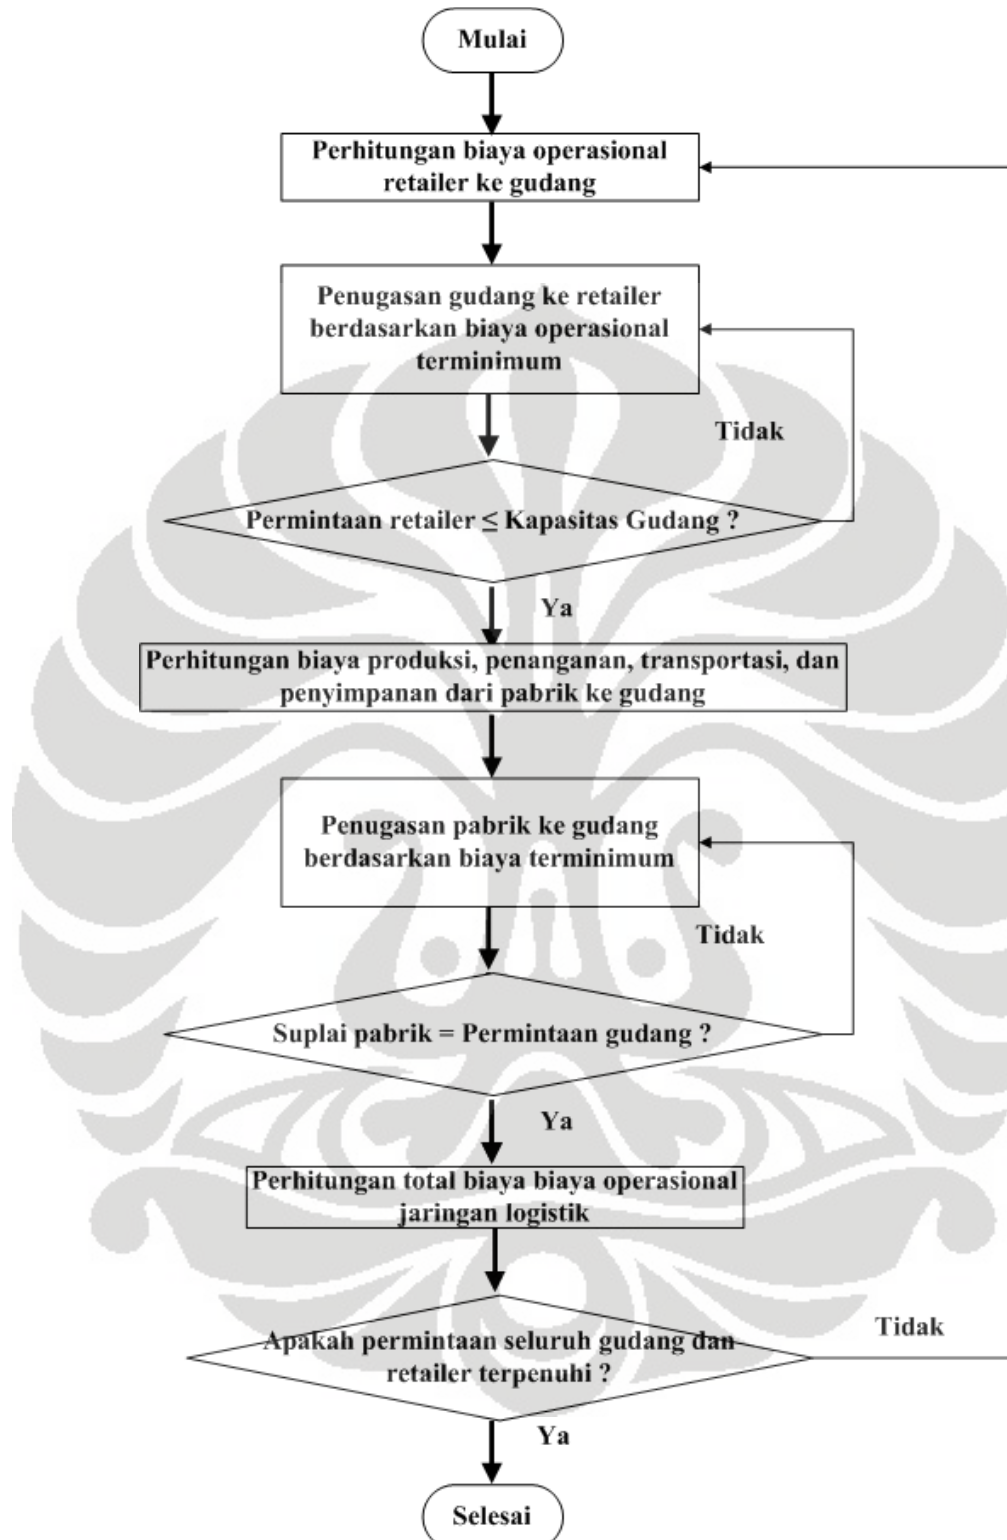 Mulai
Perhitungan biaya operasional
retailer ke gudang
Penugasan gudang ke retailer
berdasarkan biaya operasional
terminimum
Tidak
Permintaan retailer ≤ Kapasitas Gudang ?
Ya
Perhitungan biaya produksi, penanganan, transportasi, dan
penyimpanan dari pabrik ke gudang
Penugasan pabrik ke gudang
berdasarkan biaya terminimum
Tidak
Suplai pabrik = Permintaan gudang ?
Ya
Perhitungan total biaya biaya operasional
jaringan logistik
Tidak
Apakah permintaan seluruh gudang dan
retailer terpenuhi ?
Ya
Selesai